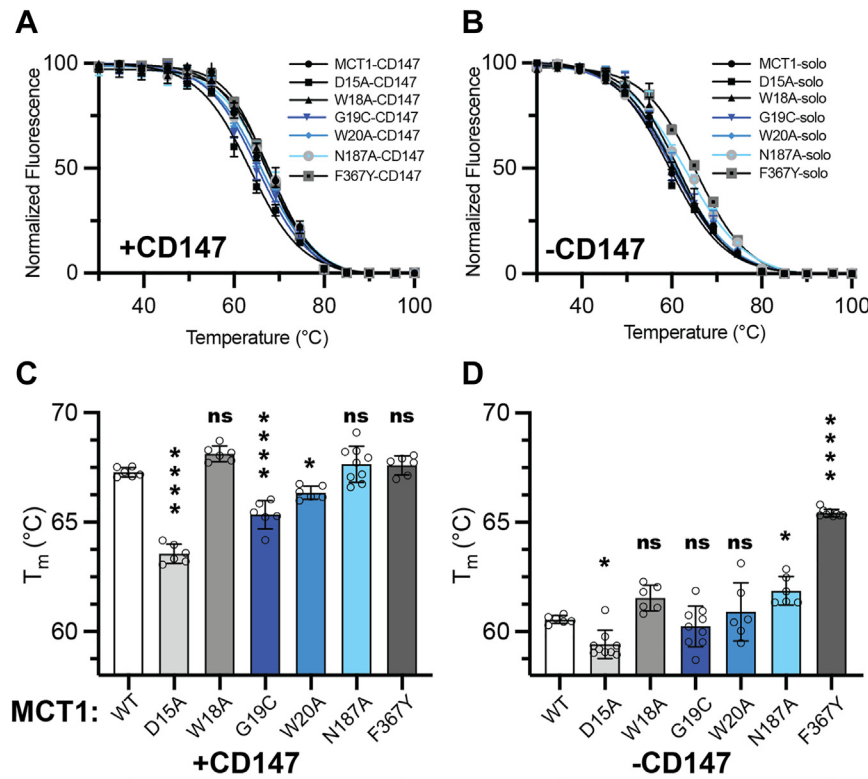 A
B
Normalized Fluorescence
100
50
0
40
60
80
100
Temperature (°C)
+CD147
MCT1-CD147
D15A-CD147
W18A-CD147
G19C-CD147
W20A-CD147
N187A-CD147
F367Y-CD147
Normalized Fluorescence
100
50
0
40
60
80
100
Temperature (°C)
-CD147
MCT1-solo
D15A-solo
W18A-solo
G19C-solo
W20A-solo
N187A-solo
F367Y-solo
C
D
Tm (°C)
70
65
60
****
ns
****
*
ns
ns
MCT1:
WT
D15A
W18A
G19C
W20A
N187A
F367Y
+CD147
Tm (°C)
70
65
60
*
ns
ns
ns
*
****
WT
D15A
W18A
G19C
W20A
N187A
F367Y
-CD147